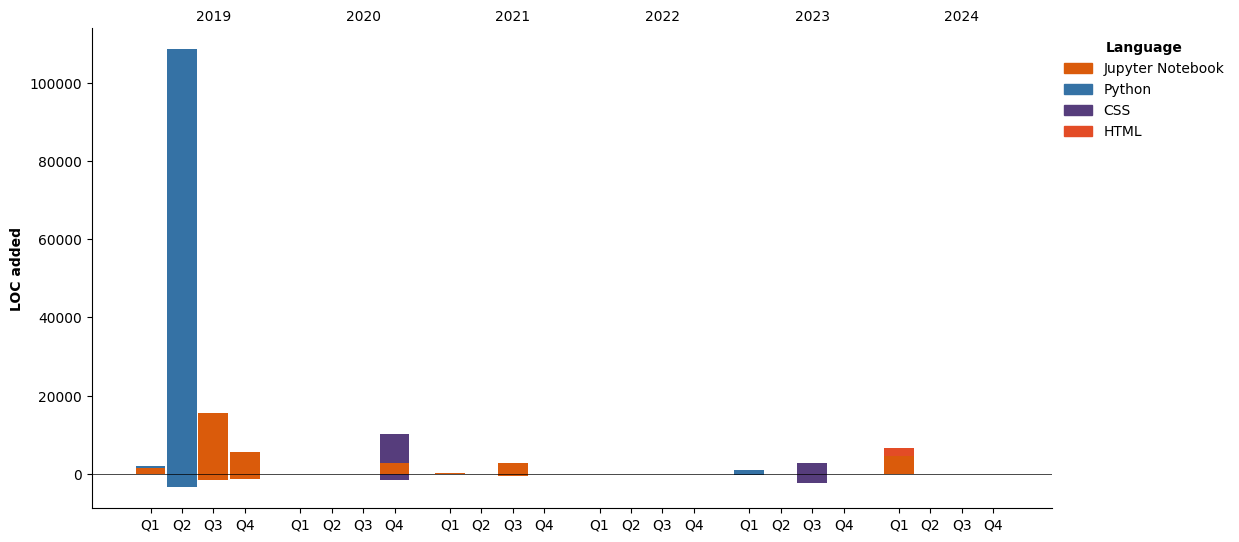 2019 2020 2021 2022 2023 2024
Language
Jupyter Notebook
Python
CSS
HTML
LOC added
100000
80000
60000
40000
20000
0
Q1 Q2 Q3 Q4 Q1 Q2 Q3 Q4 Q1 Q2 Q3 Q4 Q1 Q2 Q3 Q4 Q1 Q2 Q3 Q4 Q1 Q2 Q3 Q4